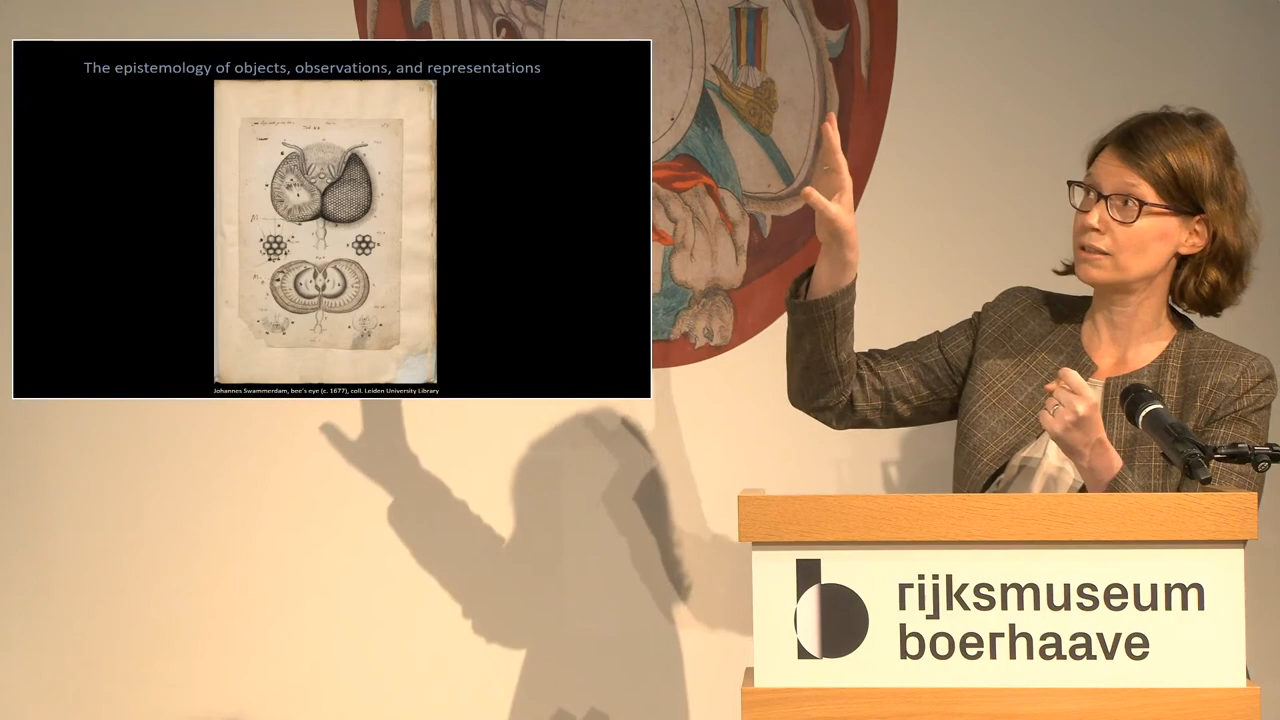 The epistemology of objects, observations, and representations
Johannes Swammerdam, bee's eye (c. 1677), coll. Leiden University Library
rijksmuseum
boerhaave